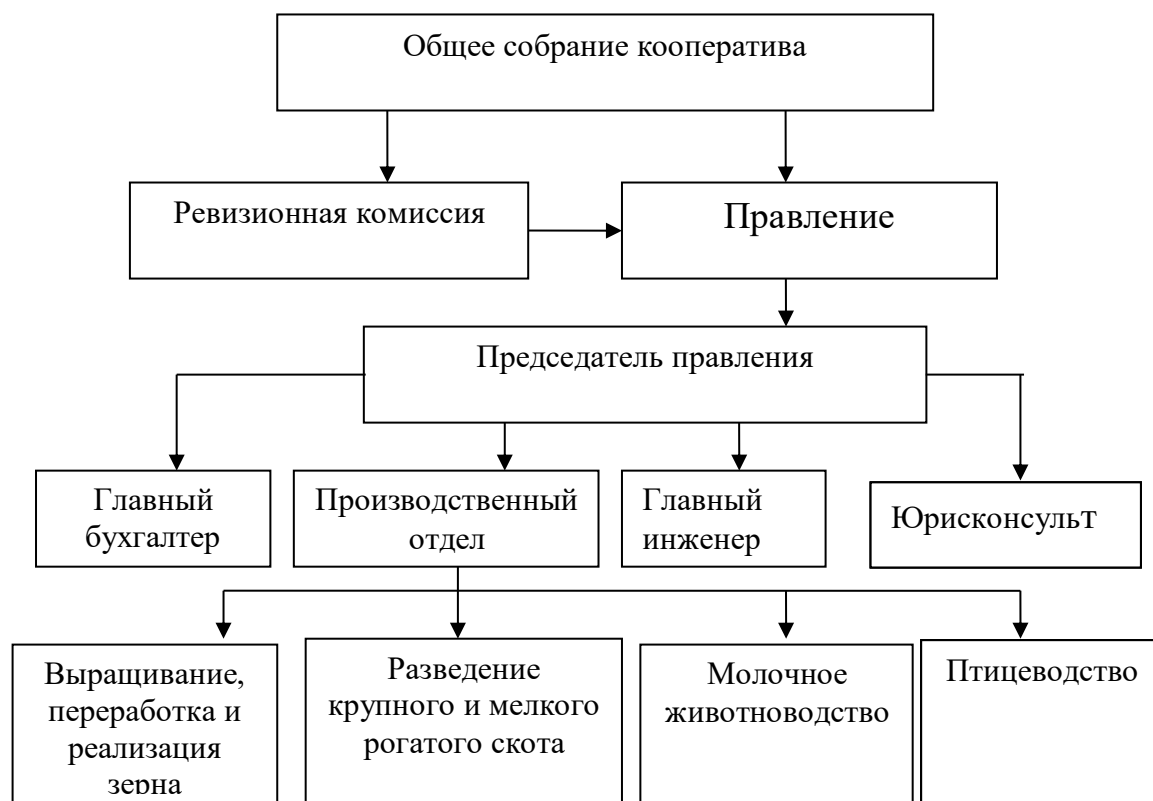 Общее собрание кооператива
Ревизионная комиссия
Правление
Председатель правления
Главный
бухгалтер
Производственный
отдел
Главный
инженер
Юрисконсульт
Выращивание,
переработка и
реализация
зерна
Разведение
крупного и мелкого
рогатого скота
Молочное
животноводство
Птицеводство